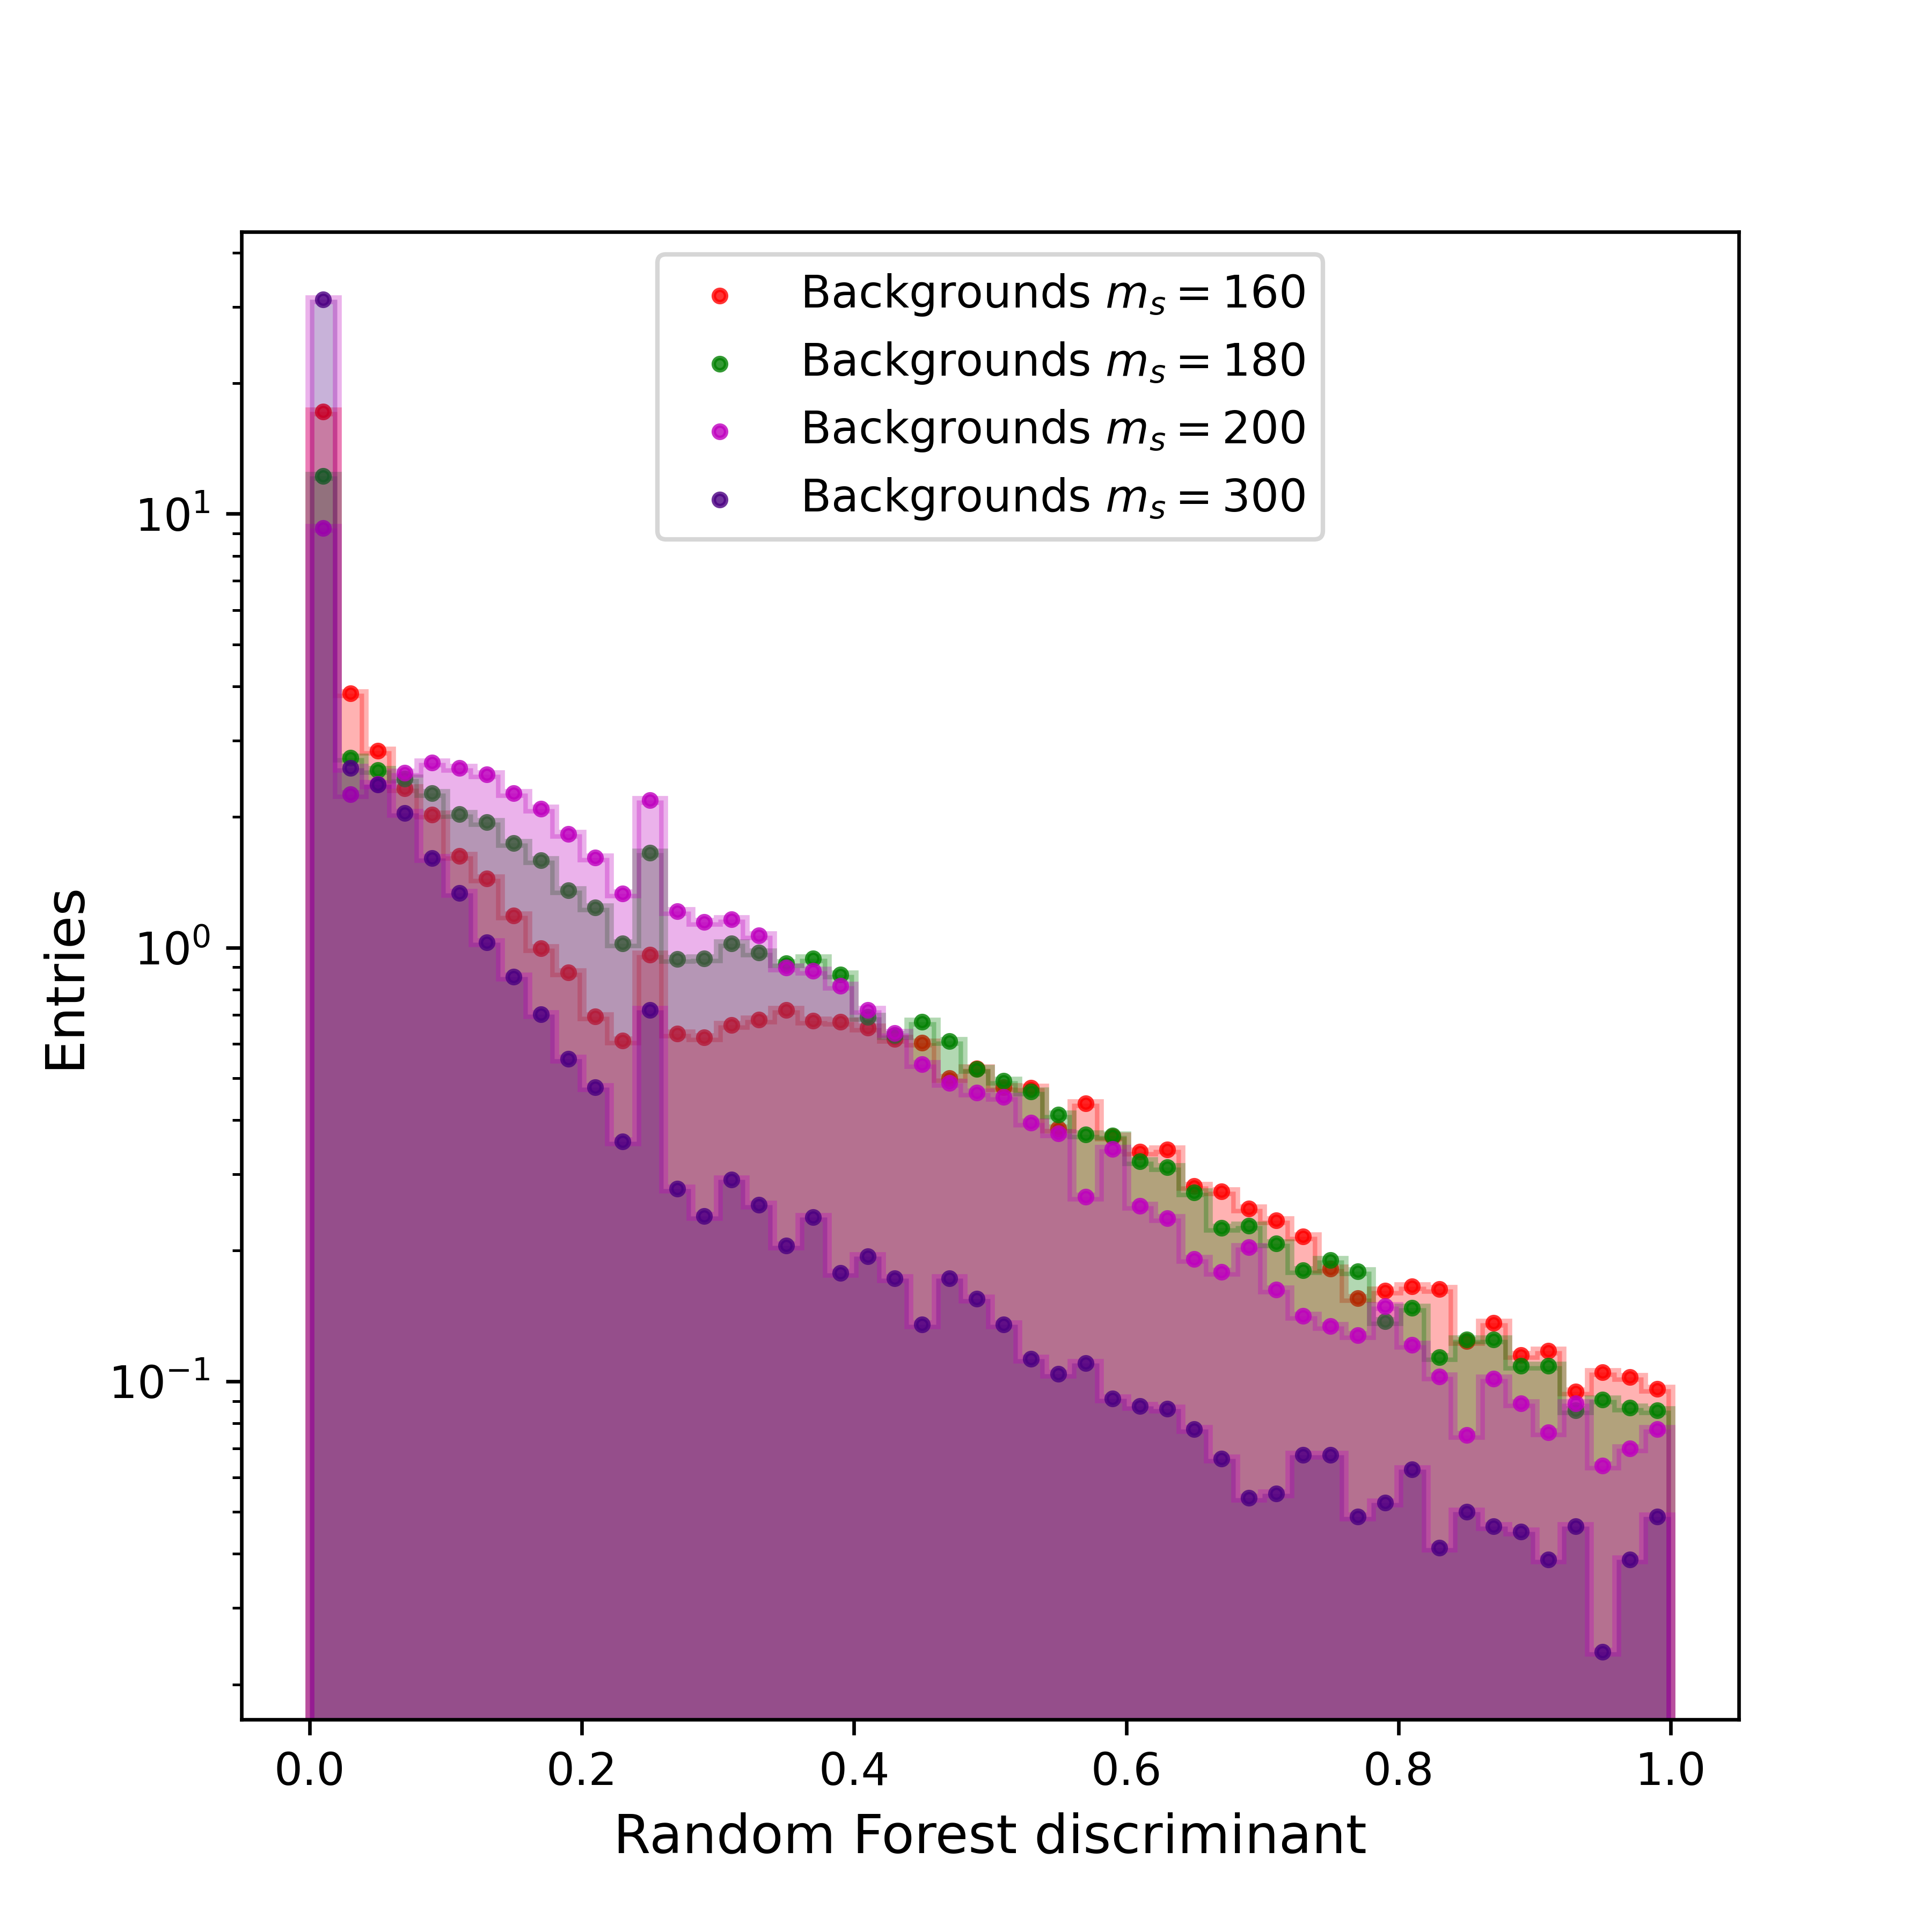 Backgrounds $m_s = 160$
Backgrounds $m_s = 180$
Backgrounds $m_s = 200$
Backgrounds $m_s = 300$
Entries
$10^1$
$10^0$
$10^{-1}$
0.0 0.2 0.4 0.6 0.8 1.0
Random Forest discriminant